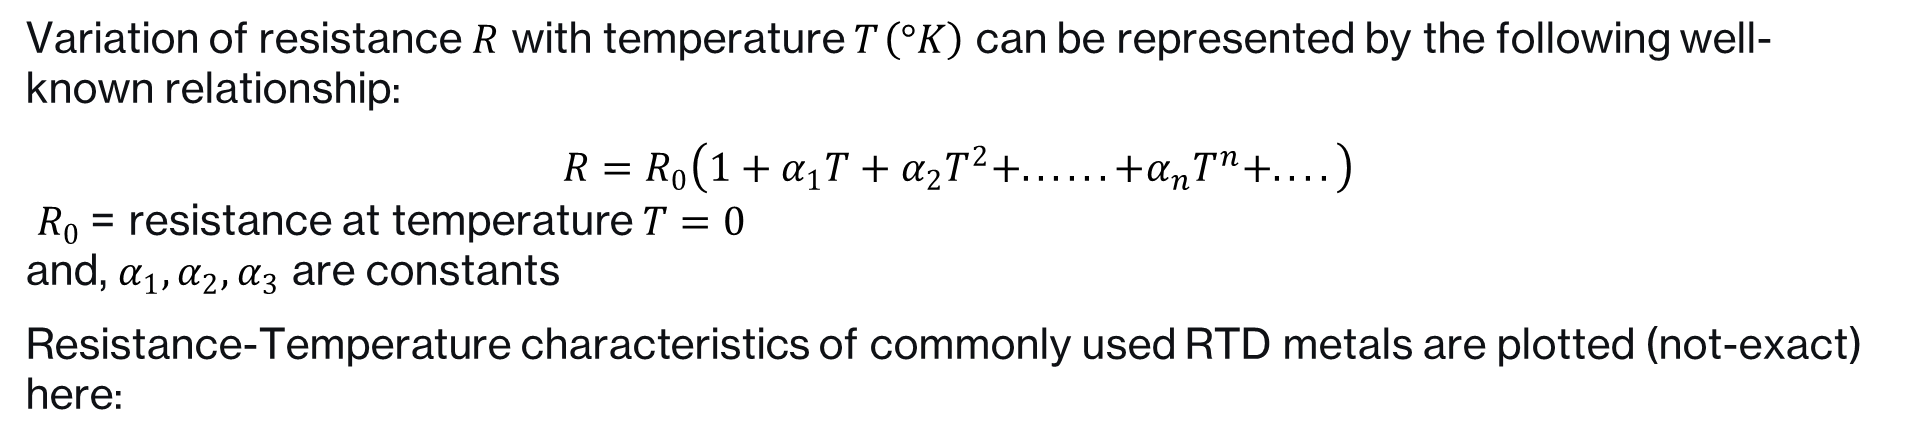 Variation of resistance R with temperature T (°K) can be represented by the following well-
known relationship:
R = R₀(1 + α₁T + α₂T²+......+αₙTⁿ+....)
R₀ = resistance at temperature T = 0
and, α₁, α₂, α₃ are constants
Resistance-Temperature characteristics of commonly used RTD metals are plotted (not-exact)
here: